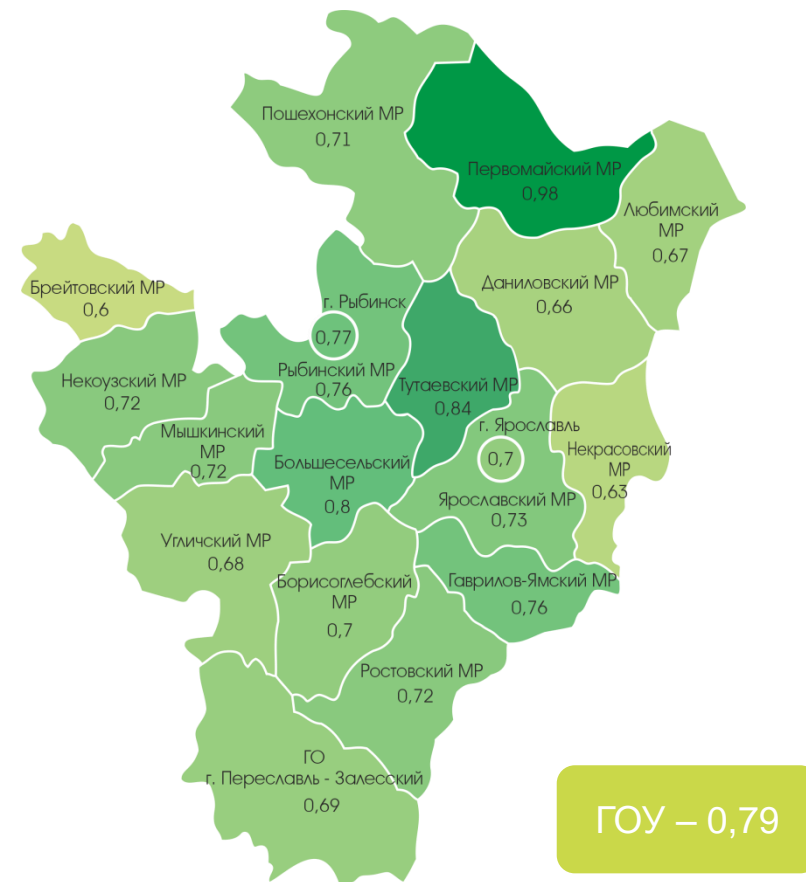 Пошехонский МР
0,71
Первомайский МР
0,98
Любимский
МР
0,67
Брейтовский МР
0,6
Даниловский МР
0,66
г. Рыбинск
0,77
Рыбинский МР
0,76
Некоузский МР
0,72
Тутаевский МР
0,84
г. Ярославль
0,7
Ярославский МР
0,73
Некрасовский
МР
0,63
Мышкинский
МР
0,72
Большесельский
МР
0,8
Угличский МР
0,68
Борисоглебский
МР
0,7
Гаврилов-Ямский МР
0,76
Ростовский МР
0,72
ГО
г. Переславль - Залесский
0,69
ГОУ – 0,79